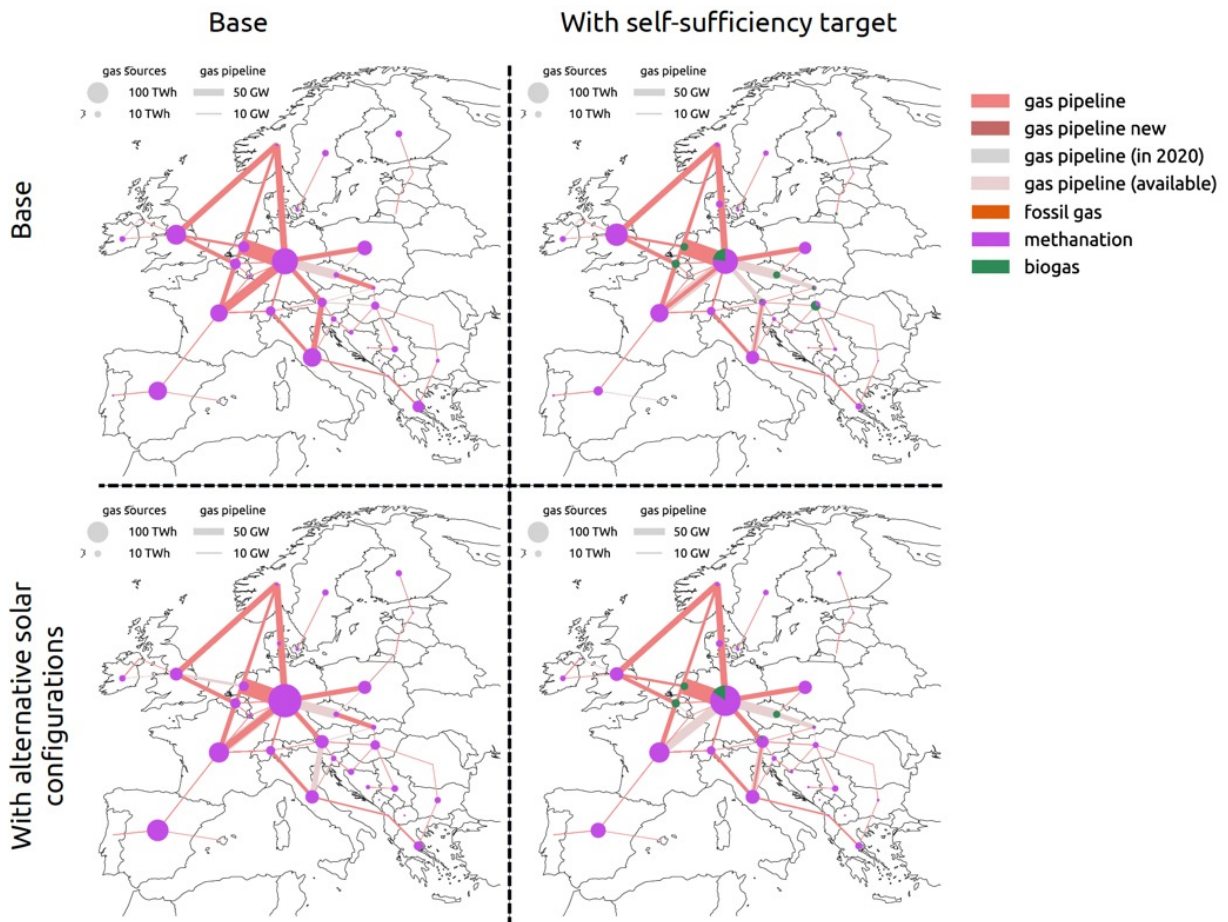 Base
With self-sufficiency target
Base
With alternative solar
configurations
gas sources
gas pipeline
100 TWh
50 GW
10 TWh
10 GW
gas sources
gas pipeline
100 TWh
50 GW
10 TWh
10 GW
gas pipeline
gas pipeline new
gas pipeline (in 2020)
gas pipeline (available)
fossil gas
methanation
biogas
gas sources
gas pipeline
100 TWh
50 GW
10 TWh
10 GW
gas sources
gas pipeline
100 TWh
50 GW
10 TWh
10 GW